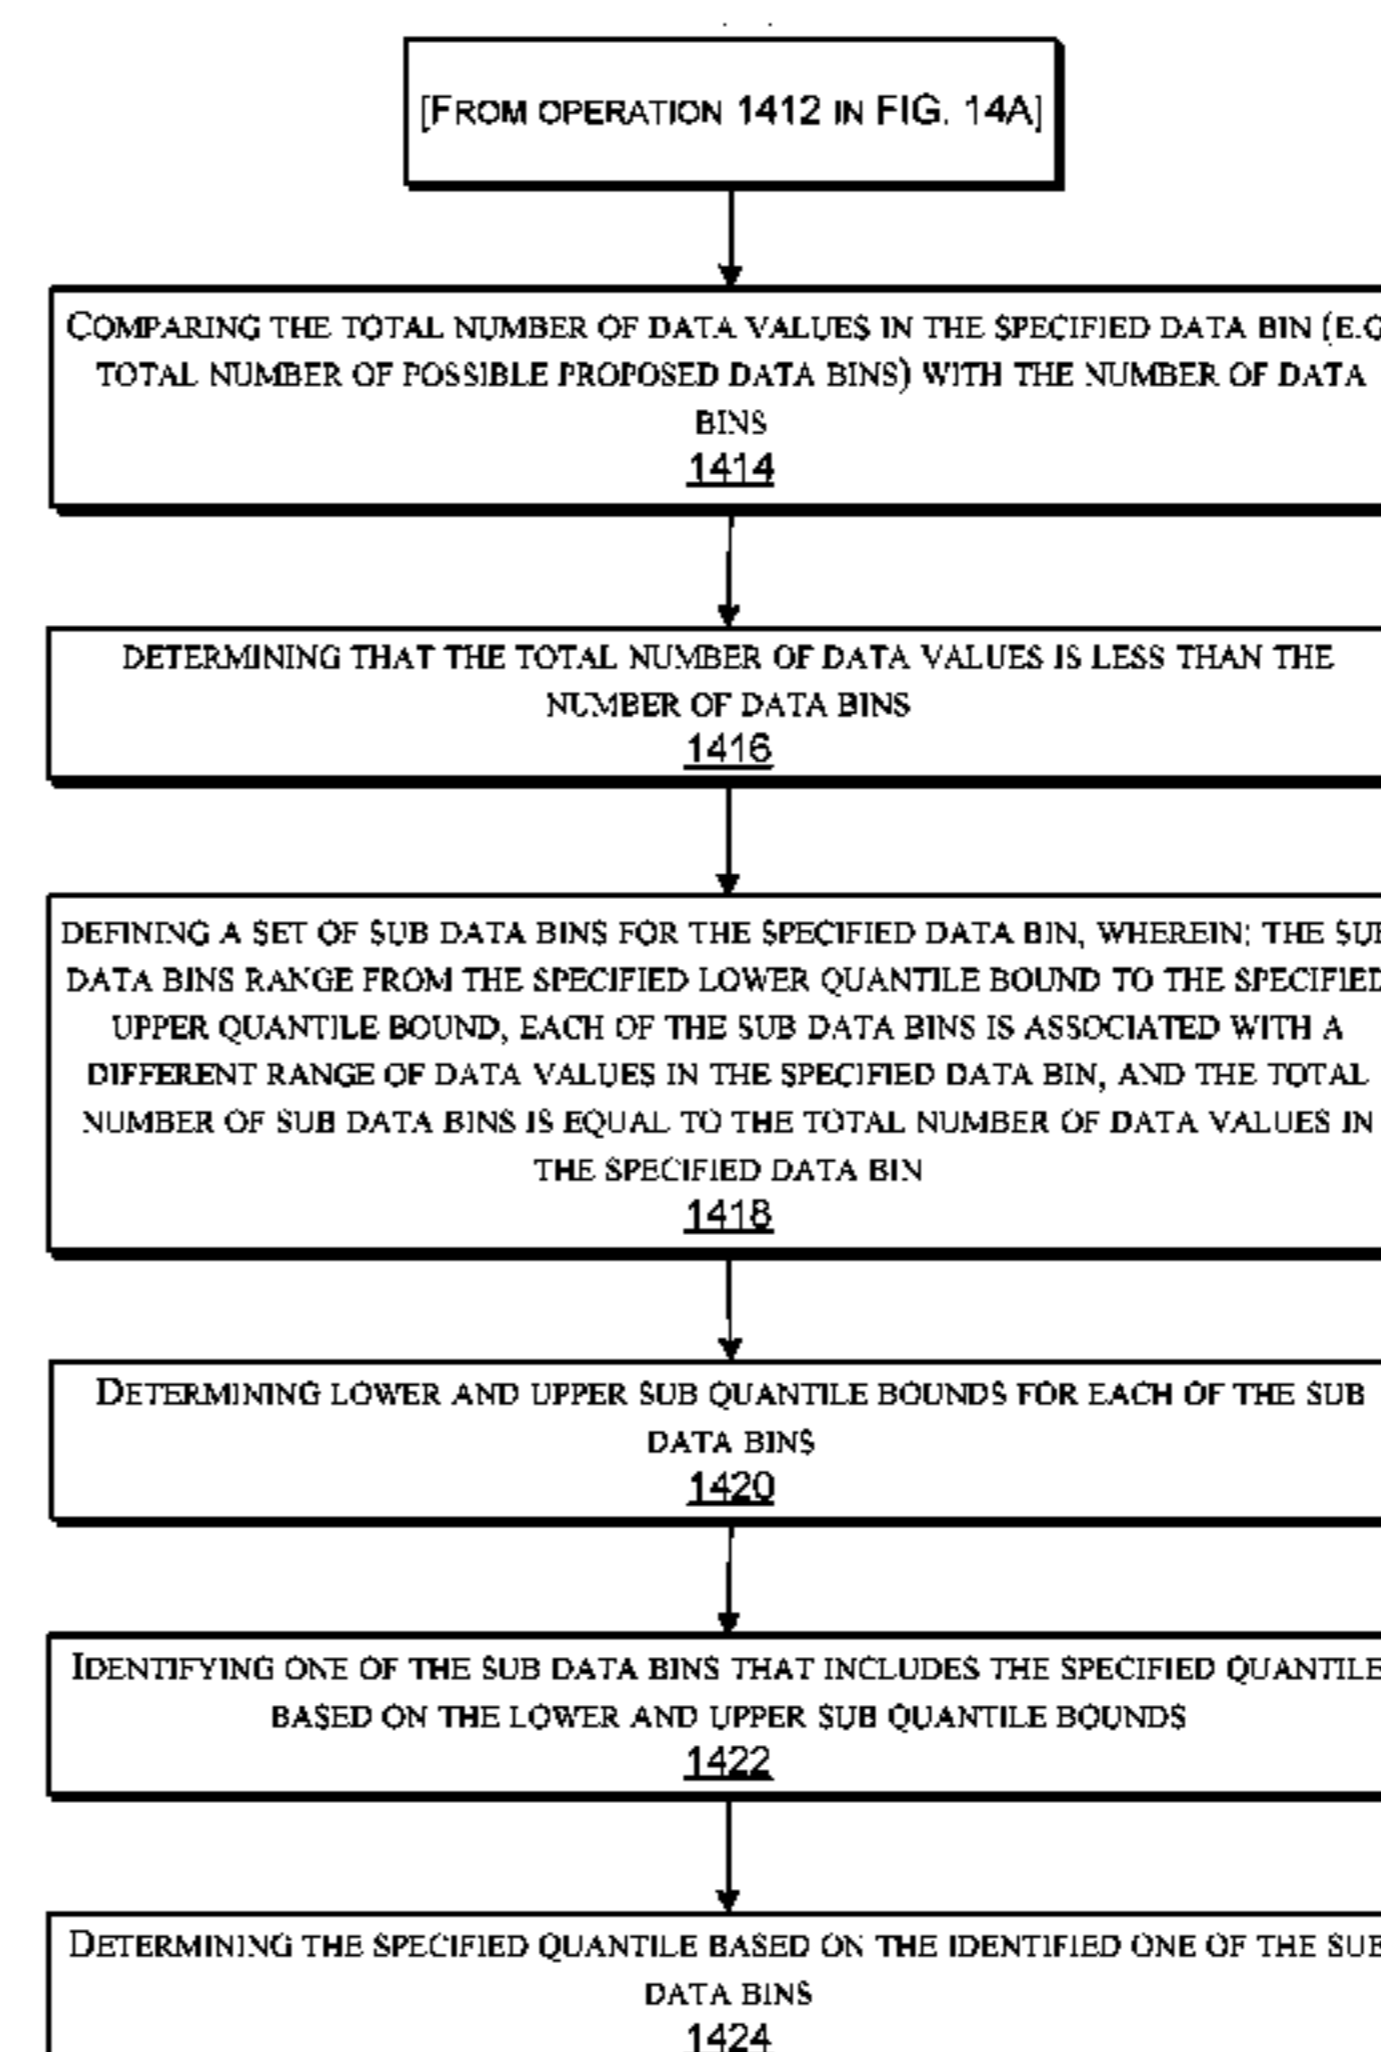 [FROM OPERATION 1412 IN FIG. 14A]
COMPARING THE TOTAL NUMBER OF DATA VALUES IN THE SPECIFIED DATA BIN (E.G
TOTAL NUMBER OF POSSIBLE PROPOSED DATA BINS) WITH THE NUMBER OF DATA
BINS
1414
DETERMINING THAT THE TOTAL NUMBER OF DATA VALUES IS LESS THAN THE
NUMBER OF DATA BINS
1416
DEFINING A SET OF SUB DATA BINS FOR THE SPECIFIED DATA BIN, WHEREIN: THE SUB
DATA BINS RANGE FROM THE SPECIFIED LOWER QUANTILE BOUND TO THE SPECIFIED
UPPER QUANTILE BOUND, EACH OF THE SUB DATA BINS IS ASSOCIATED WITH A
DIFFERENT RANGE OF DATA VALUES IN THE SPECIFIED DATA BIN, AND THE TOTAL
NUMBER OF SUB DATA BINS IS EQUAL TO THE TOTAL NUMBER OF DATA VALUES IN
THE SPECIFIED DATA BIN
1418
DETERMINING LOWER AND UPPER SUB QUANTILE BOUNDS FOR EACH OF THE SUB
DATA BINS
1420
IDENTIFYING ONE OF THE SUB DATA BINS THAT INCLUDES THE SPECIFIED QUANTILE
BASED ON THE LOWER AND UPPER SUB QUANTILE BOUNDS
1422
DETERMINING THE SPECIFIED QUANTILE BASED ON THE IDENTIFIED ONE OF THE SUB
DATA BINS
1424